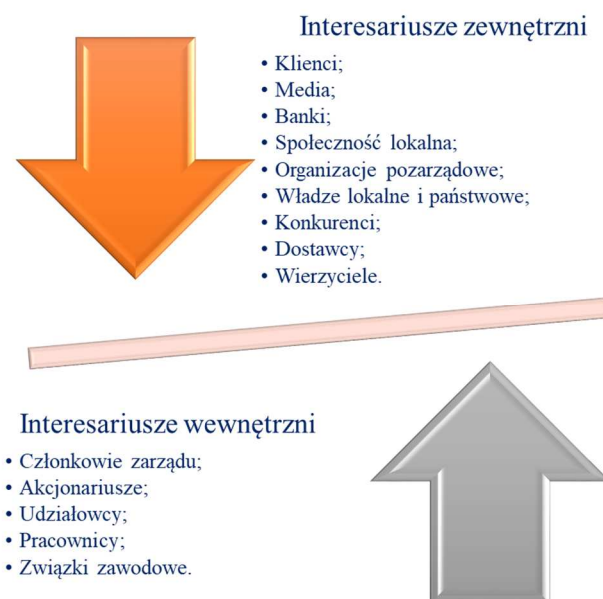 Interesariusze zewnętrzni
• Klienci;
• Media;
• Banki;
• Społeczność lokalna;
• Organizacje pozarządowe;
• Władze lokalne i państwowe;
• Konkurenci;
• Dostawcy;
• Wierzyciele.
Interesariusze wewnętrzni
• Członkowie zarządu;
• Akcjonariusze;
• Udziałowcy;
• Pracownicy;
• Związki zawodowe.